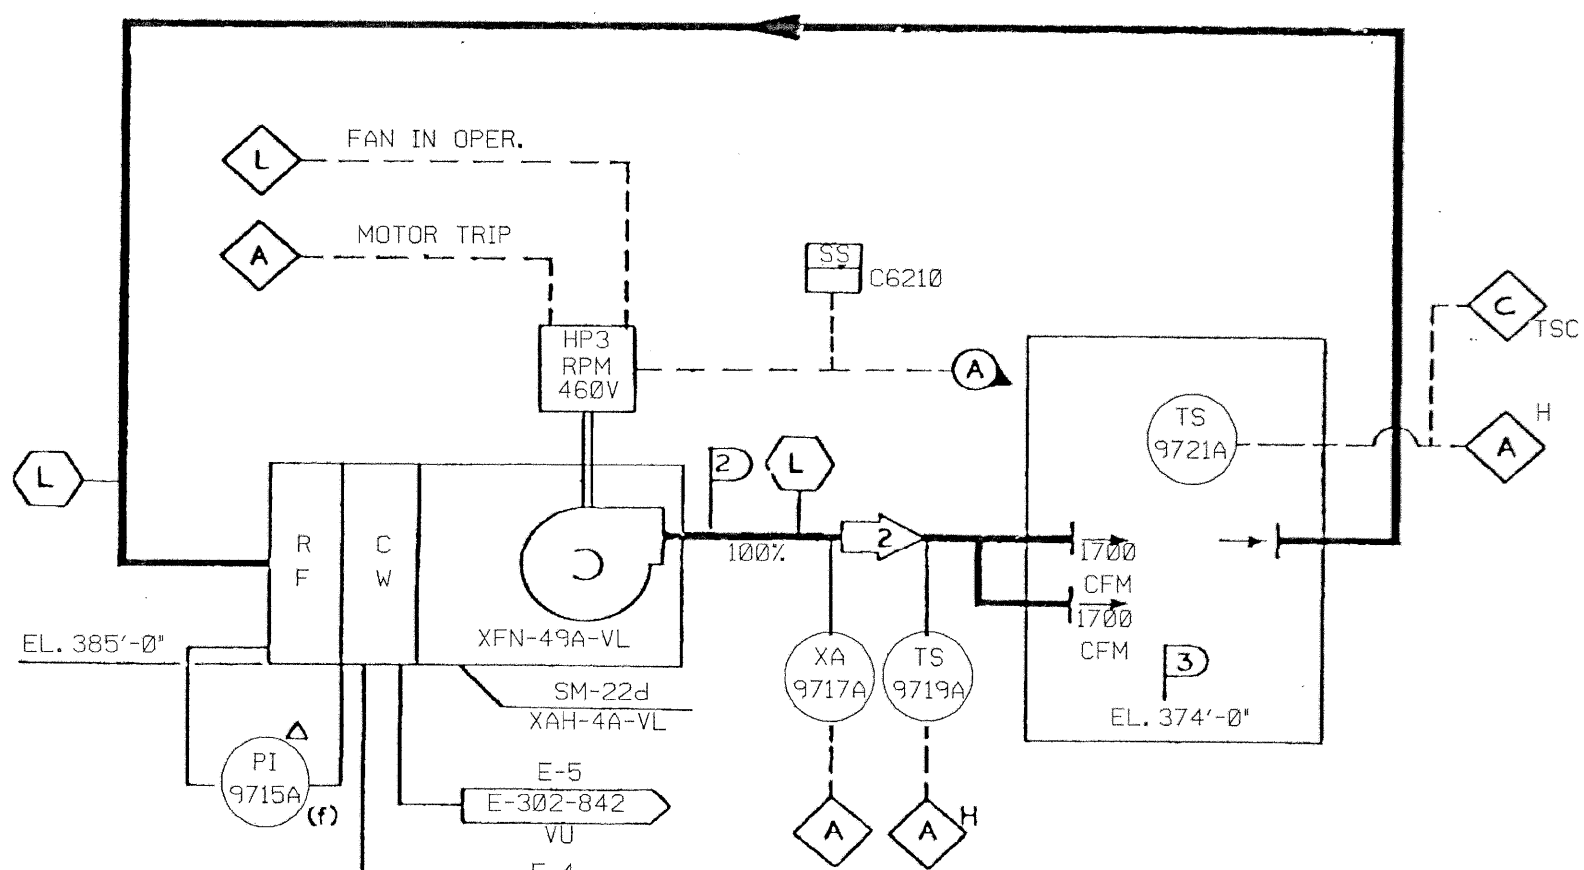 FAN IN OPER.
L
MOTOR TRIP
A
SS
C6210
C
TSC
HP3
RPM
460V
A
H
TS
9721A
A
L
2
L
R
F
C
W
100%
2
1700
CFM
1700
CFM
XFN-49A-VL
EL. 385'-0"
XA
9717A
TS
9719A
3
EL. 374'-0"
SM-22d
XAH-4A-VL
PI
9715A
(f)
E-5
E-302-842
VU
A
A
H